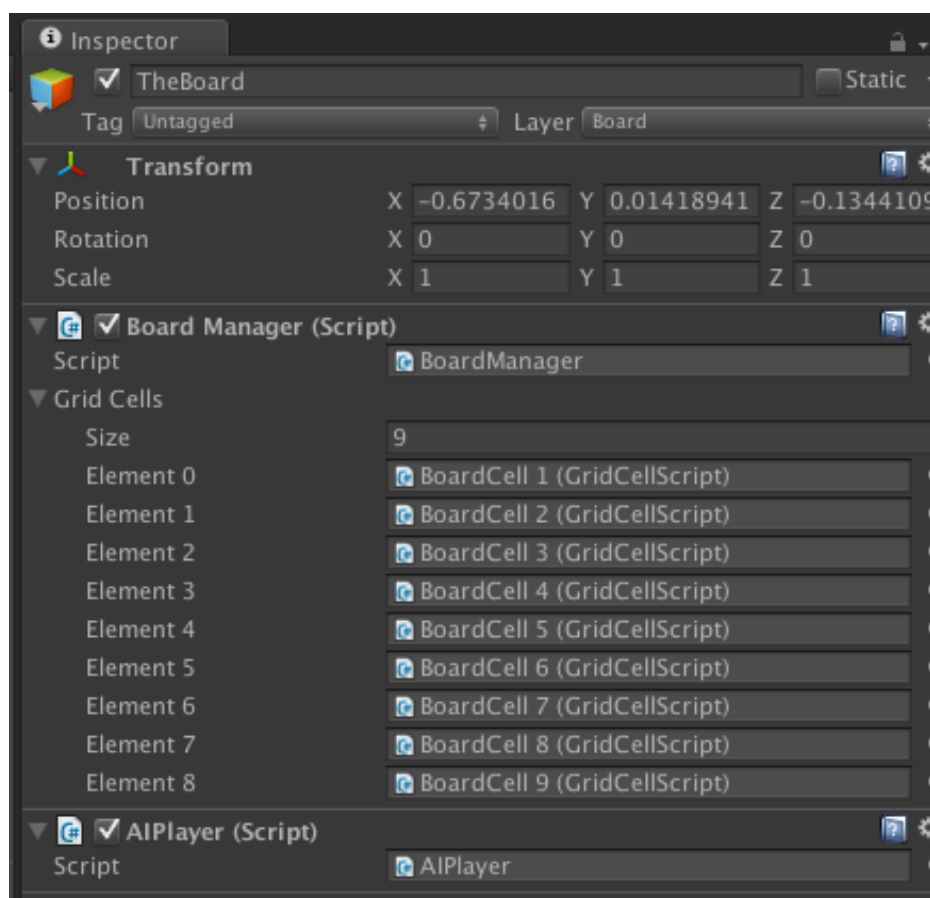 Inspector
TheBoard Static
Tag Untagged Layer Board
Transform
Position X -0.6734016 Y 0.01418941 Z -0.1344109
Rotation X 0 Y 0 Z 0
Scale X 1 Y 1 Z 1
Board Manager (Script)
Script BoardManager
Grid Cells
Size 9
Element 0 BoardCell 1 (GridCellScript)
Element 1 BoardCell 2 (GridCellScript)
Element 2 BoardCell 3 (GridCellScript)
Element 3 BoardCell 4 (GridCellScript)
Element 4 BoardCell 5 (GridCellScript)
Element 5 BoardCell 6 (GridCellScript)
Element 6 BoardCell 7 (GridCellScript)
Element 7 BoardCell 8 (GridCellScript)
Element 8 BoardCell 9 (GridCellScript)
AIPlayer (Script)
Script AIPlayer